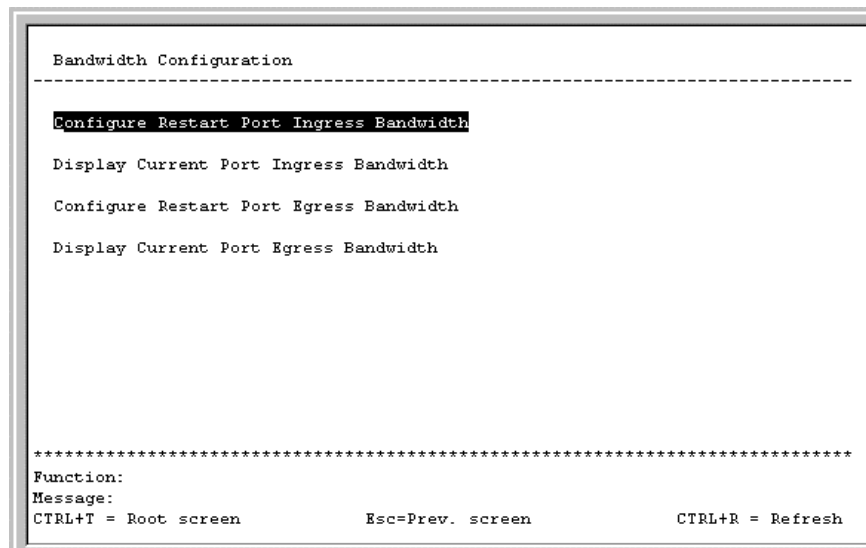 Bandwidth Configuration
--------------------------------------------------------------------------------
Configure Restart Port Ingress Bandwidth
Display Current Port Ingress Bandwidth
Configure Restart Port Egress Bandwidth
Display Current Port Egress Bandwidth
********************************************************************************
Function:
Message:
CTRL+T = Root screen Esc=Prev. screen CTRL+R = Refresh